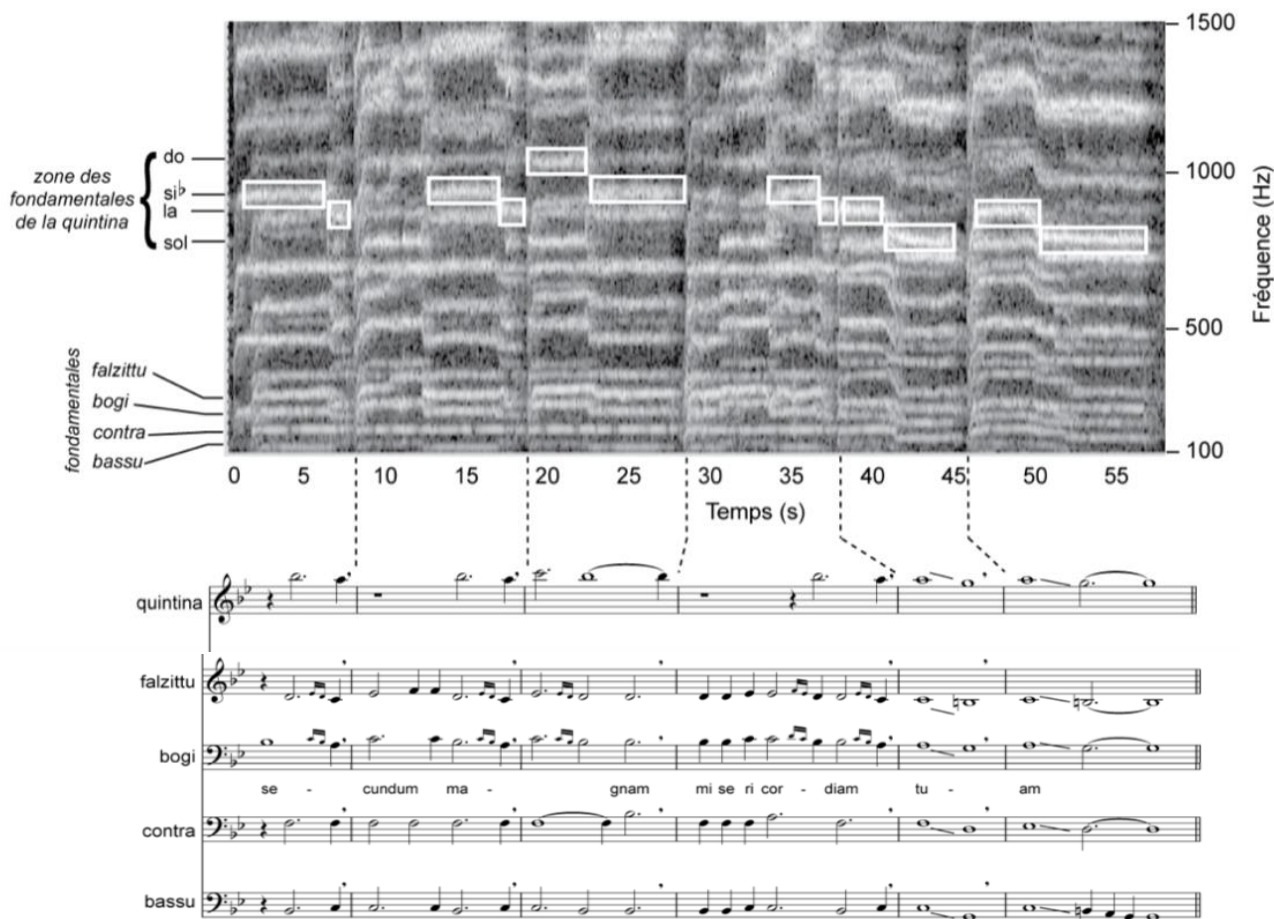 1500
do
zone des
fondamentales
de la quintina
si♭
la
sol
1000
Fréquence (Hz)
500
fondamentales
falzittu
bogi
contra
bassu
100
0 5 10 15 20 25 30 35 40 45 50 55
Temps (s)
quintina
falzittu
bogi
se - cundum ma - gnam mi se ri cor - diam tu - am
contra
bassu